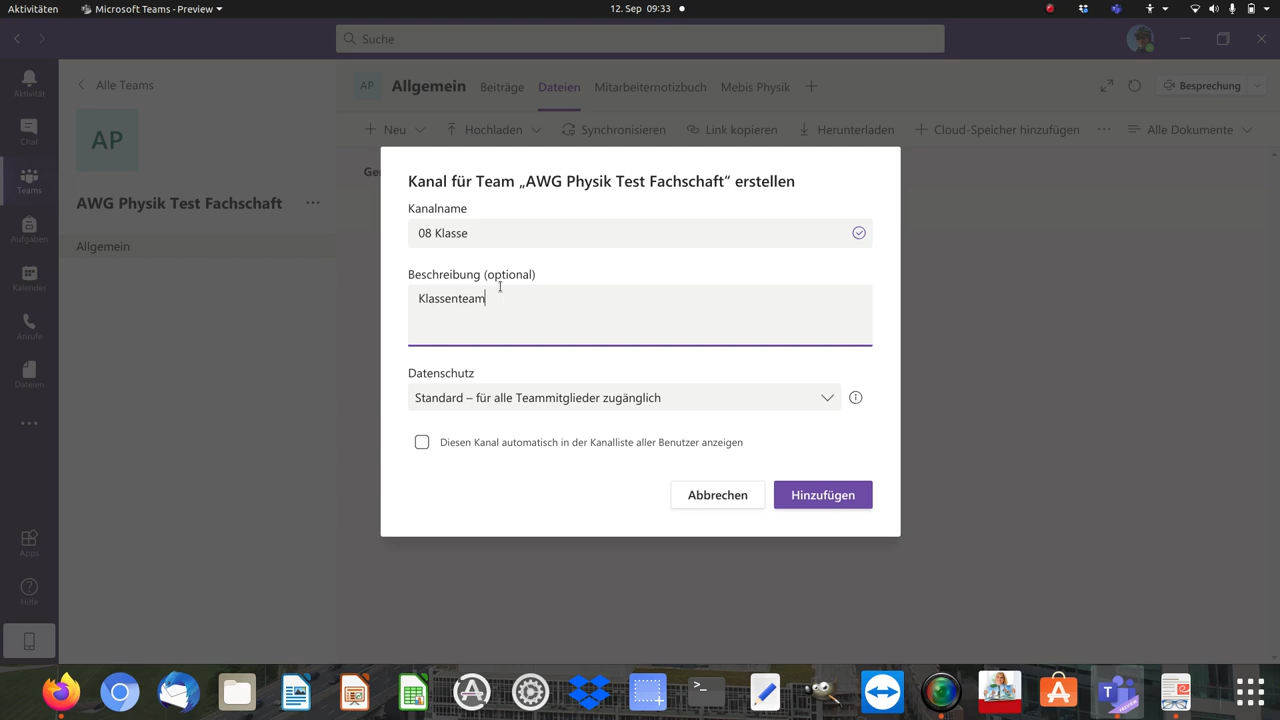 Aktivitäten
Microsoft Teams - Preview
12. Sep 09:33
Suche
Aktivität
Chat
Teams
Aufgaben
Kalender
Anrufe
Dateien
Apps
Hilfe
Alle Teams
AP
AWG Physik Test Fachschaft
Allgemein
AP Allgemein Beiträge Dateien Mitarbeiternotizbuch Mebis Physik
Besprechung
Neu Hochladen Synchronisieren Link kopieren Herunterladen Cloud-Speicher hinzufügen Alle Dokumente
Kanal für Team „AWG Physik Test Fachschaft“ erstellen
Kanalname
08 Klasse
Beschreibung (optional)
Klassenteam
Datenschutz
Standard – für alle Teammitglieder zugänglich
Diesen Kanal automatisch in der Kanalliste aller Benutzer anzeigen
Abbrechen Hinzufügen